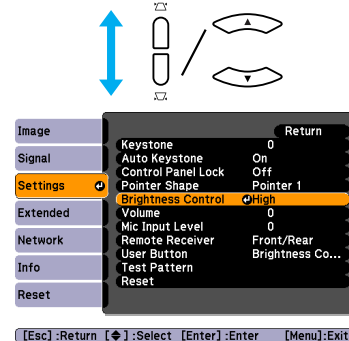 Image
Signal
Settings
Extended
Network
Info
Reset
Return
Keystone 0
Auto Keystone On
Control Panel Lock Off
Pointer Shape Pointer 1
Brightness Control High
Volume 0
Mic Input Level 0
Remote Receiver Front/Rear
User Button Brightness Co...
Test Pattern
Reset
[Esc] :Return [◆] :Select [Enter] :Enter [Menu]:Exit